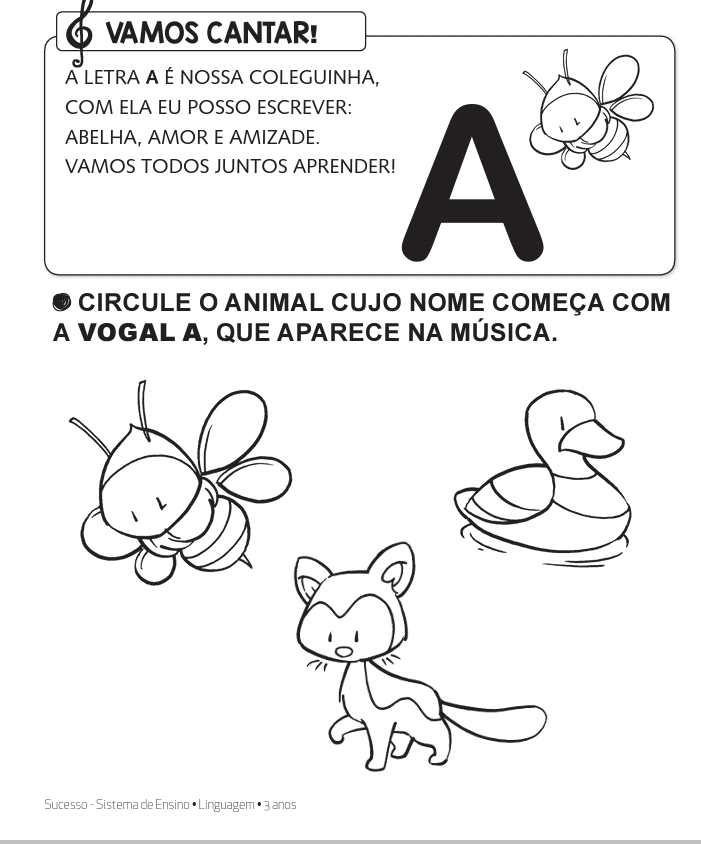 VAMOS CANTAR!
A LETRA A É NOSSA COLEGUINHA,
COM ELA EU POSSO ESCREVER:
ABELHA, AMOR E AMIZADE.
VAMOS TODOS JUNTOS APRENDER!
A
CIRCULE O ANIMAL CUJO NOME COMEÇA COM
A VOGAL A, QUE APARECE NA MÚSICA.
Sucesso - Sistema de Ensino • Linguagem • 3 anos